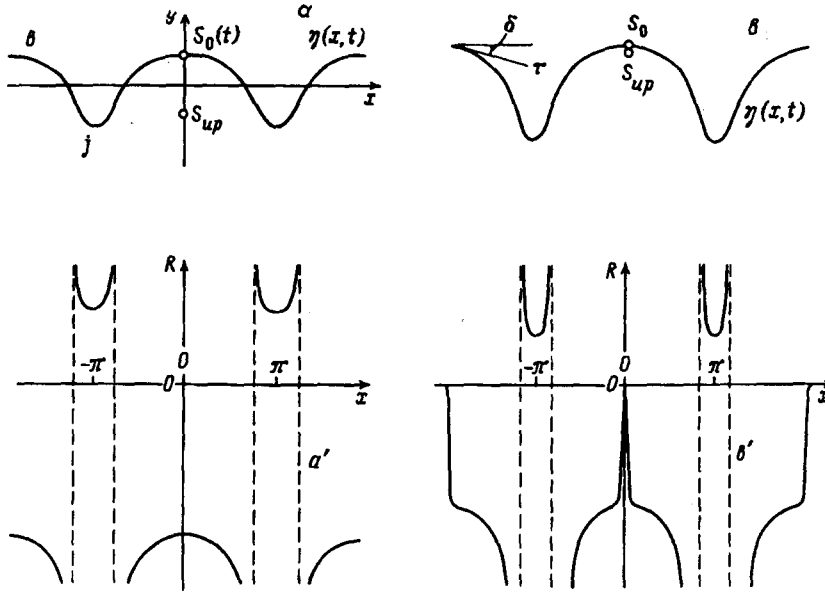 y а
в S₀(t) η(x,t)
x
S_up
j
S₀ в
δ
τ S_up
η(x,t)
R
-π 0 π
0 x
a'
R
-π 0 π
0 x
в'